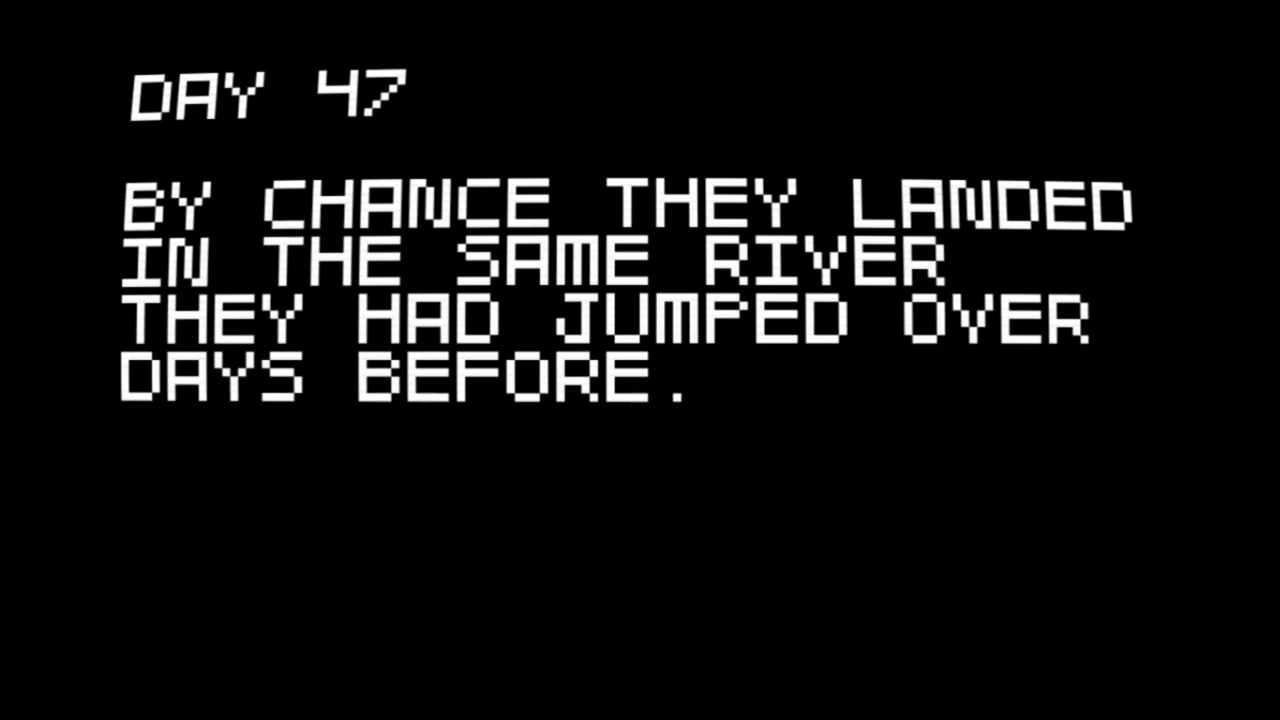 DAY 47
BY CHANCE THEY LANDED
IN THE SAME RIVER
THEY HAD JUMPED OVER
DAYS BEFORE.